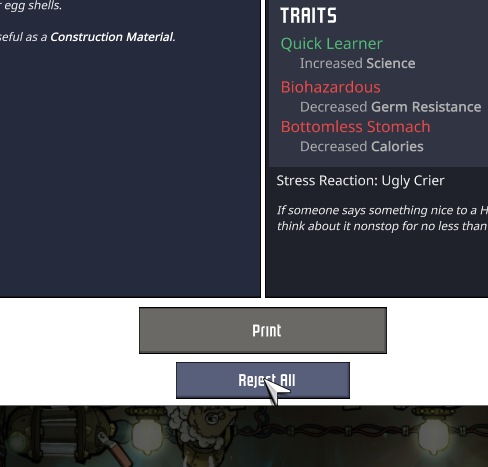 r egg shells.
seful as a Construction Material.
TRAITS
Quick Learner
Increased Science
Biohazardous
Decreased Germ Resistance
Bottomless Stomach
Decreased Calories
Stress Reaction: Ugly Crier
If someone says something nice to a H
think about it nonstop for no less than
Print
Reject All